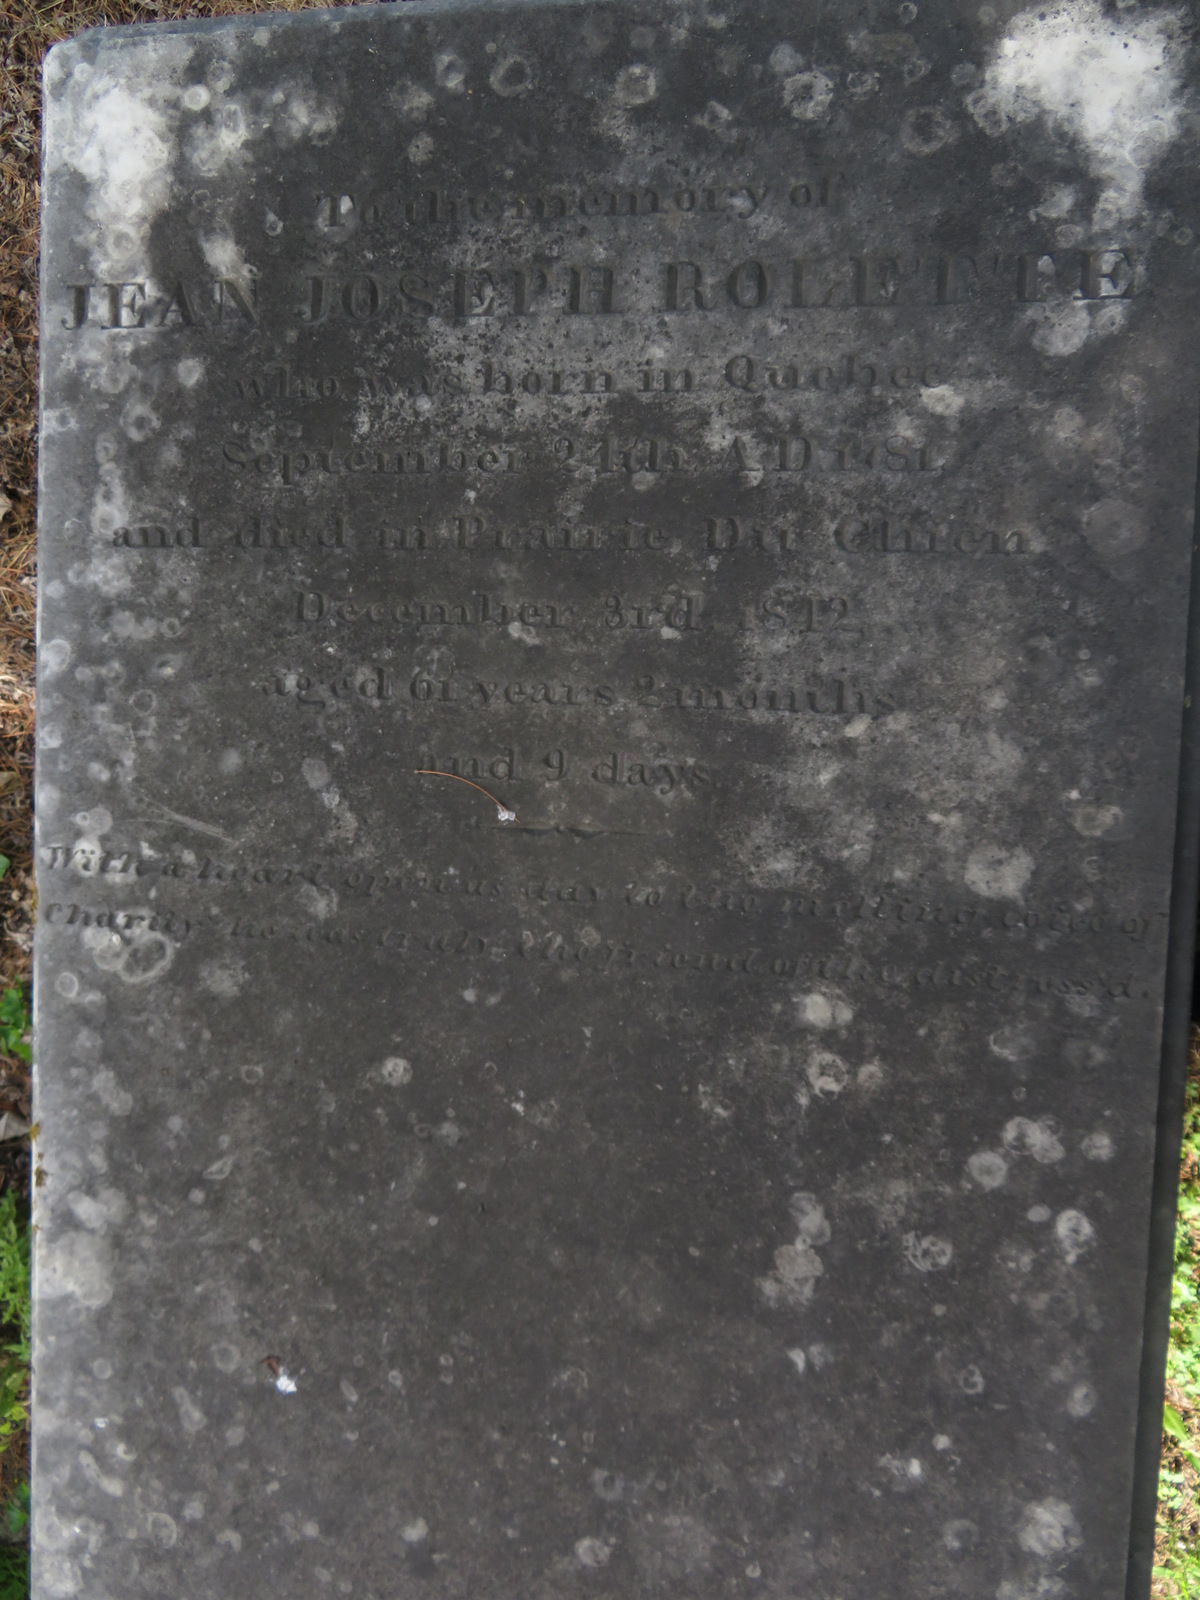 To the memory of
JEAN JOSEPH ROLETTE
who was born in Quebec
September 24th A D 1781
and died in Prairie Du Chien
December 3rd 1842
aged 61 years 2 months
and 9 days
With a heart open as day to the melting voice of
Charity he was truly the friend of the distress'd.